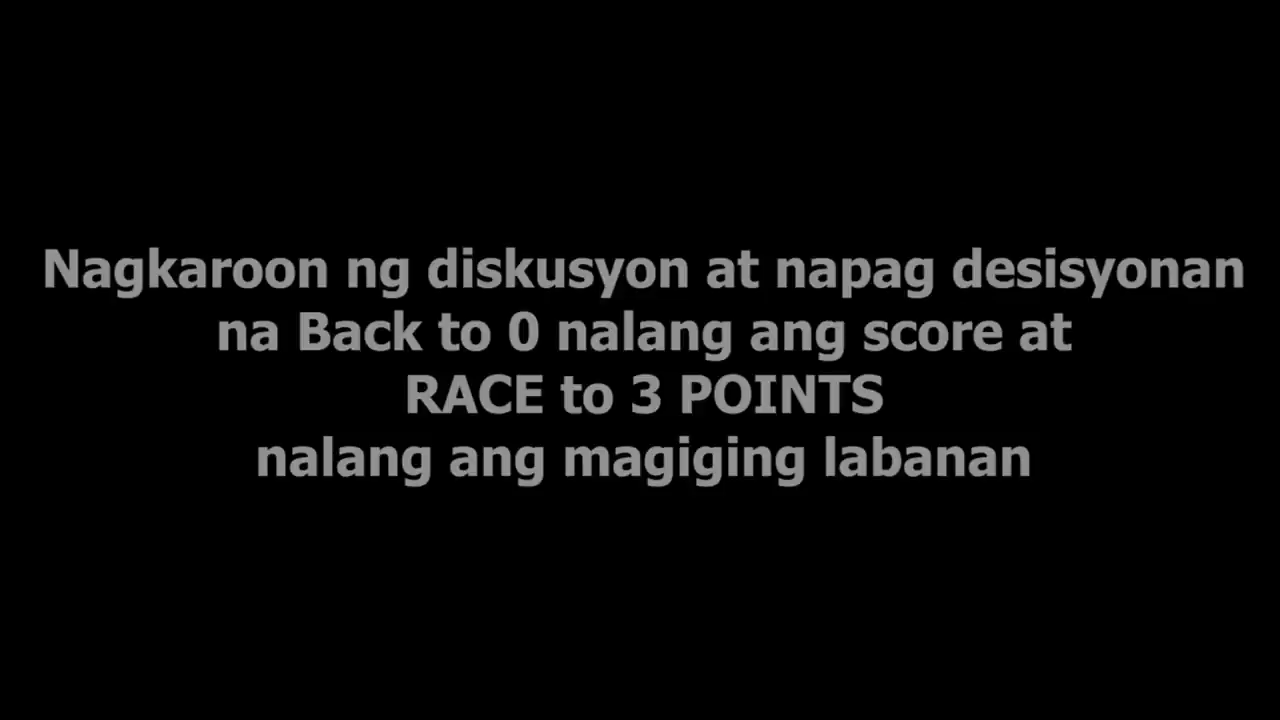 Nagkaroon ng diskusyon at napag desisyonan
na Back to 0 nalang ang score at
RACE to 3 POINTS
nalang ang magiging labanan